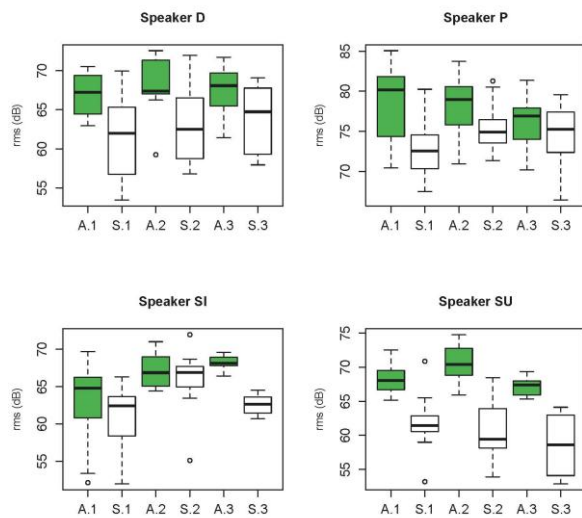 Speaker D
rms (dB)
70
65
60
55
A.1 S.1 A.2 S.2 A.3 S.3
Speaker P
rms (dB)
85
80
75
70
A.1 S.1 A.2 S.2 A.3 S.3
Speaker SI
rms (dB)
70
65
60
55
A.1 S.1 A.2 S.2 A.3 S.3
Speaker SU
rms (dB)
75
70
65
60
55
A.1 S.1 A.2 S.2 A.3 S.3